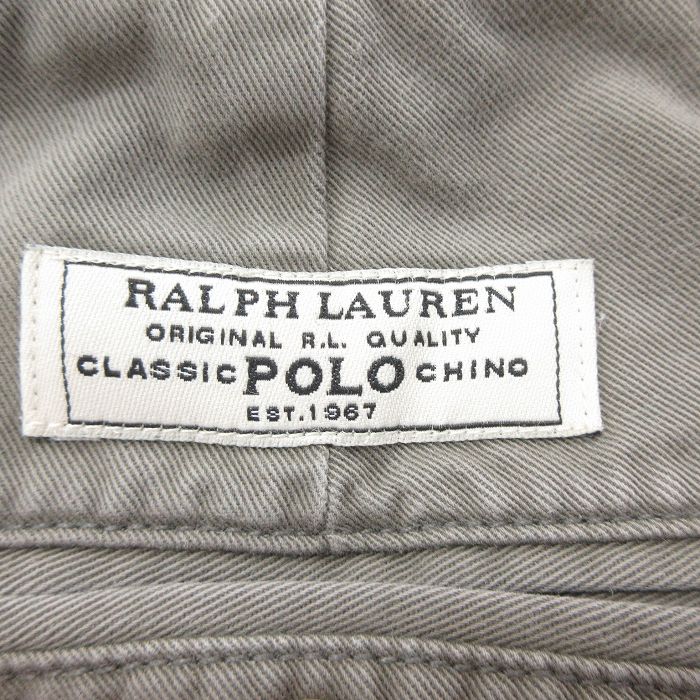 RALPH LAUREN
ORIGINAL R.L. QUALITY
CLASSIC POLO CHINO
EST.1967